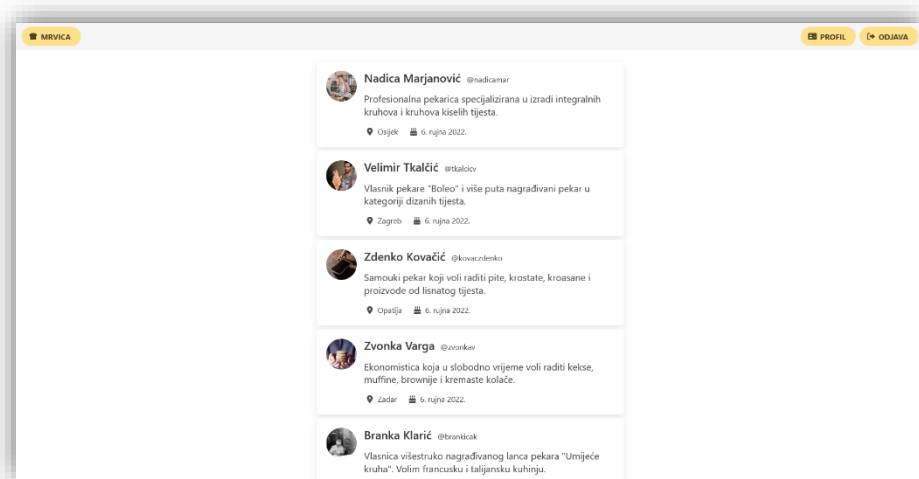 MRVICA
PROFIL
ODJAVA
Nadica Marjanović @nadicamar
Profesionalna pekarica specijalizirana u izradi integralnih
kruhova i kruhova kiselih tijesta.
Osijek 6. rujna 2022.
Velimir Tkalčić @tkalcicv
Vlasnik pekare "Boleo" i više puta nagrađivani pekar u
kategoriji dizanih tijesta.
Zagreb 6. rujna 2022.
Zdenko Kovačić @kovaczdenko
Samouki pekar koji voli raditi pite, krostate, kroasane i
proizvode od lisnatog tijesta.
Opatija 6. rujna 2022.
Zvonka Varga @zvonkav
Ekonomistica koja u slobodno vrijeme voli raditi kekse,
muffine, brownije i kremaste kolače.
Zadar 6. rujna 2022.
Branka Klarić @brankicak
Vlasnica višestruko nagrađivanog lanca pekara "Umijeće
kruha". Volim francusku i talijansku kuhinju.